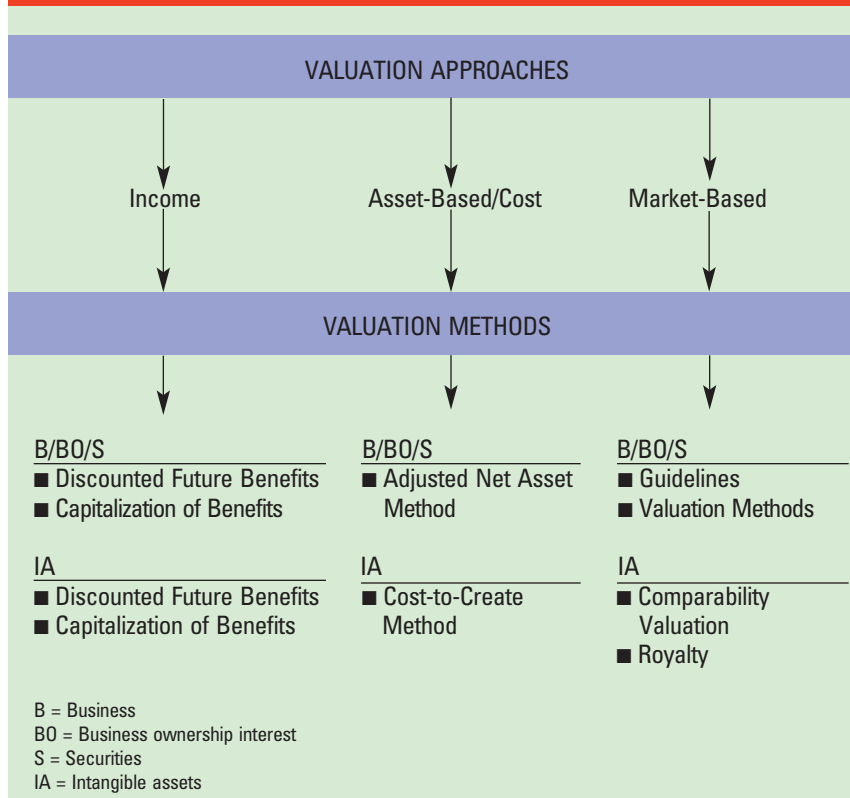 VALUATION APPROACHES
Income
Asset-Based/Cost
Market-Based
VALUATION METHODS
B/BO/S
■ Discounted Future Benefits
■ Capitalization of Benefits
IA
■ Discounted Future Benefits
■ Capitalization of Benefits
B/BO/S
■ Adjusted Net Asset
Method
IA
■ Cost-to-Create
Method
B/BO/S
■ Guidelines
■ Valuation Methods
IA
■ Comparability
Valuation
■ Royalty
B = Business
BO = Business ownership interest
S = Securities
IA = Intangible assets